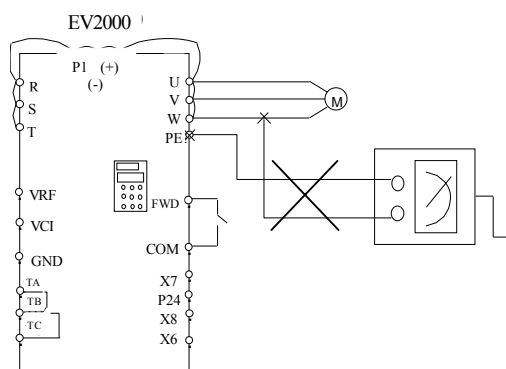 EV2000
P1 (+)
(-)
R
S
T
U
V
W
PE
M
VRF
VCI
GND
TA
TB
TC
FWD
COM
X7
P24
X8
X6